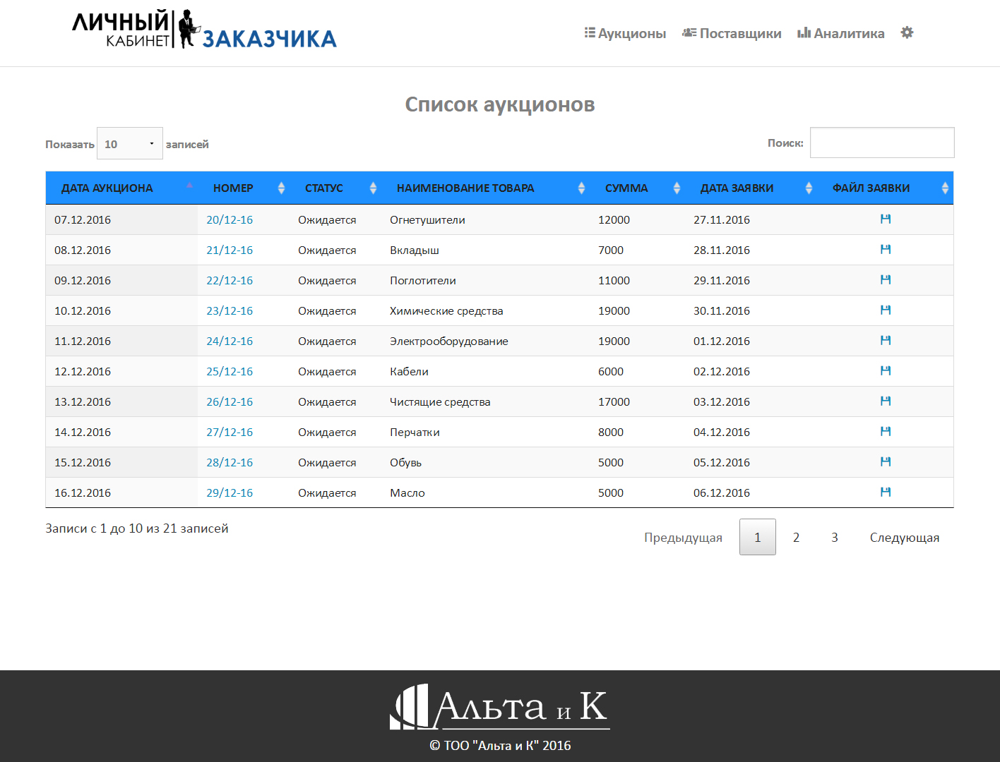 ЛИЧНЫЙ
КАБИНЕТ
ЗАКАЗЧИКА
Аукционы Поставщики Аналитика
Список аукционов
Показать 10 записей Поиск:
ДАТА АУКЦИОНА НОМЕР СТАТУС НАИМЕНОВАНИЕ ТОВАРА СУММА ДАТА ЗАЯВКИ ФАЙЛ ЗАЯВКИ
07.12.2016 20/12-16 Ожидается Огнетушители 12000 27.11.2016
08.12.2016 21/12-16 Ожидается Вкладыш 7000 28.11.2016
09.12.2016 22/12-16 Ожидается Поглотители 11000 29.11.2016
10.12.2016 23/12-16 Ожидается Химические средства 19000 30.11.2016
11.12.2016 24/12-16 Ожидается Электрооборудование 19000 01.12.2016
12.12.2016 25/12-16 Ожидается Кабели 6000 02.12.2016
13.12.2016 26/12-16 Ожидается Чистящие средства 17000 03.12.2016
14.12.2016 27/12-16 Ожидается Перчатки 8000 04.12.2016
15.12.2016 28/12-16 Ожидается Обувь 5000 05.12.2016
16.12.2016 29/12-16 Ожидается Масло 5000 06.12.2016
Записи с 1 до 10 из 21 записей
Предыдущая 1 2 3 Следующая
Альта и К
© ТОО "Альта и К" 2016